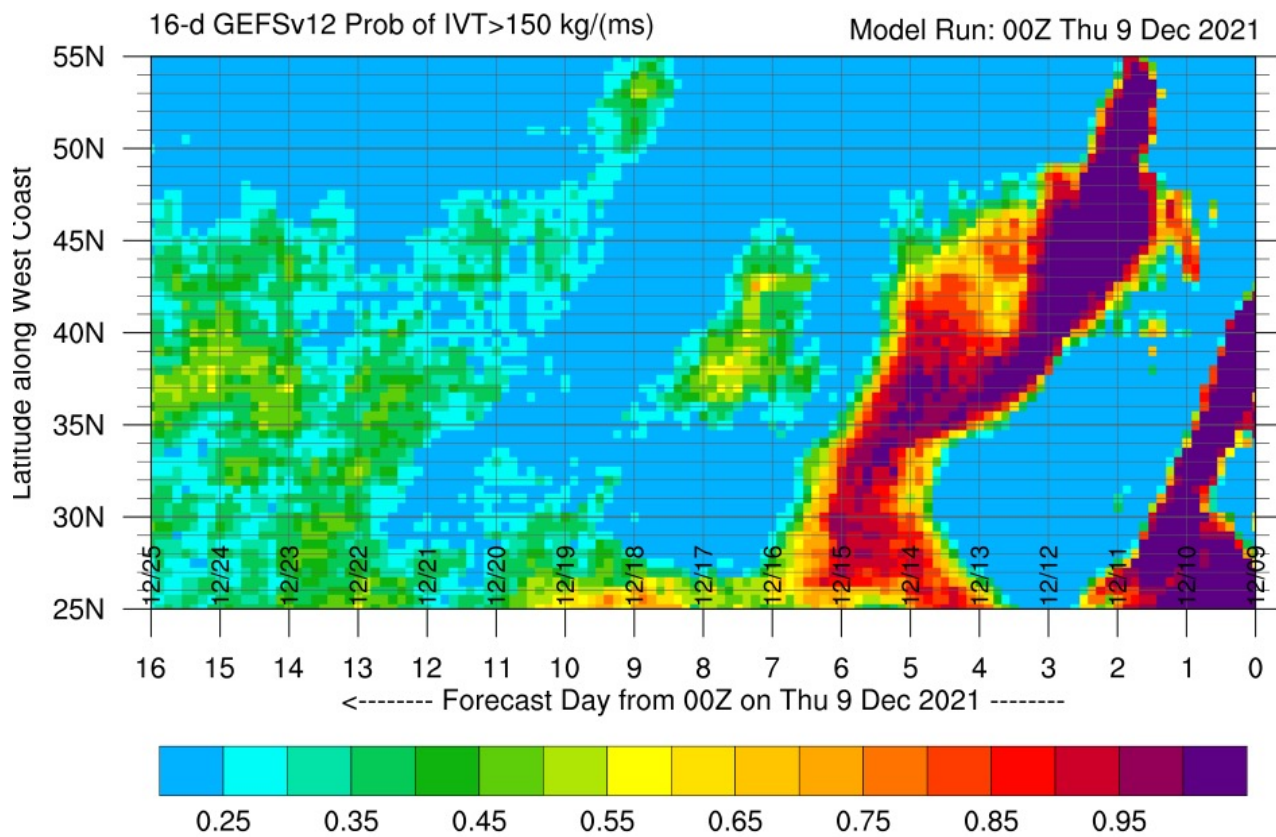 16-d GEFSv12 Prob of IVT>150 kg/(ms)
Model Run: 00Z Thu 9 Dec 2021
Latitude along West Coast
55N
50N
45N
40N
35N
30N
25N
12/25 12/24 12/23 12/22 12/21 12/20 12/19 12/18 12/17 12/16 12/15 12/14 12/13 12/12 12/11 12/10 12/09
16 15 14 13 12 11 10 9 8 7 6 5 4 3 2 1 0
<-------- Forecast Day from 00Z on Thu 9 Dec 2021 --------
0.25 0.35 0.45 0.55 0.65 0.75 0.85 0.95